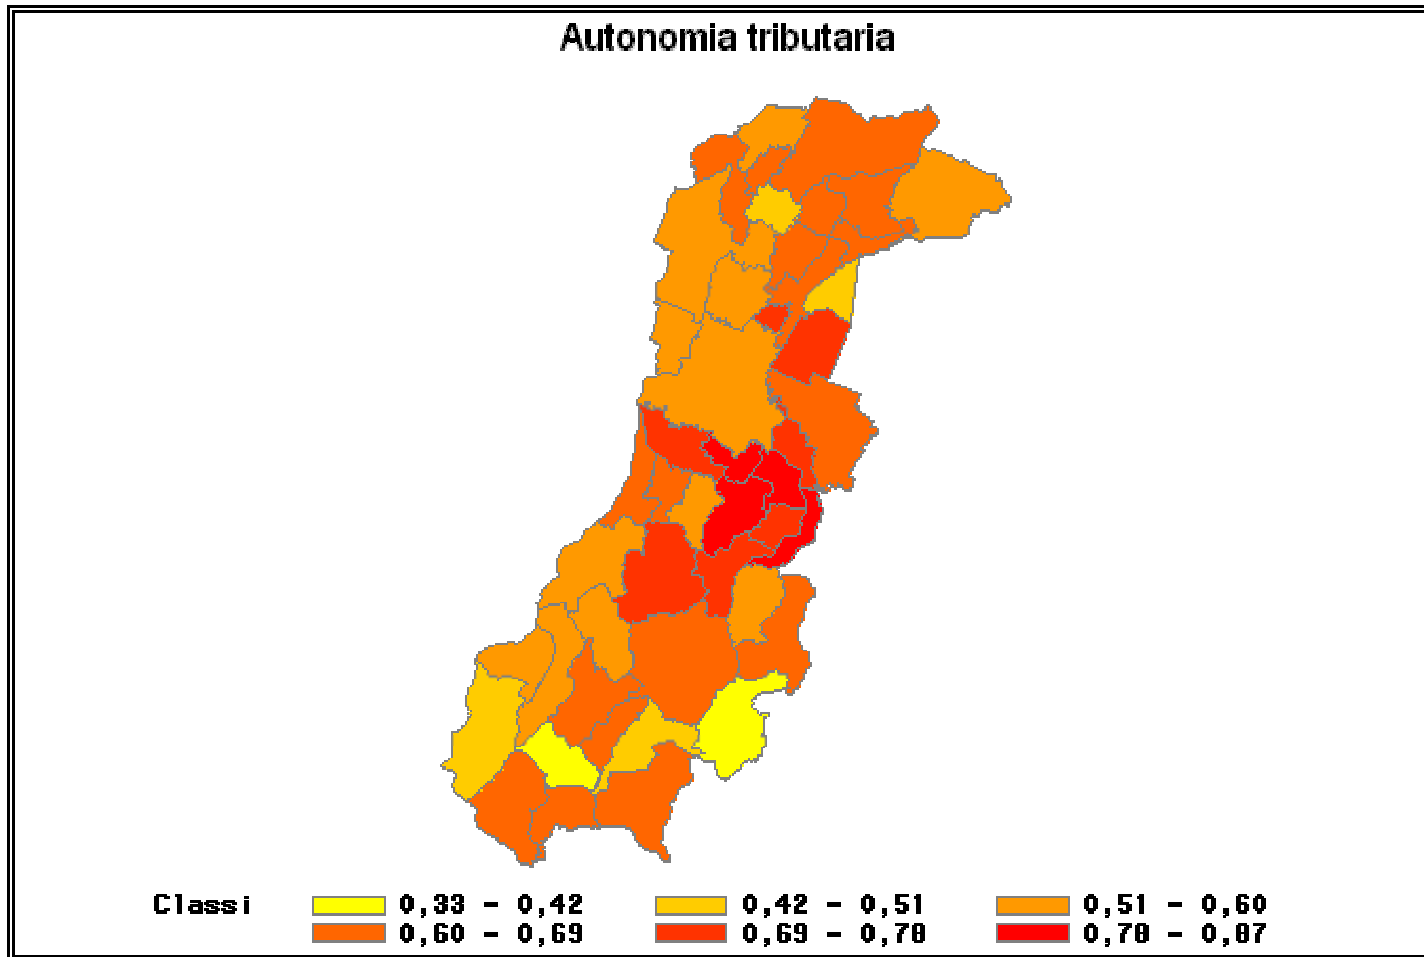 Autonomia tributaria
Classi 0,33 - 0,42 0,42 - 0,51 0,51 - 0,60
0,60 - 0,69 0,69 - 0,78 0,78 - 0,87